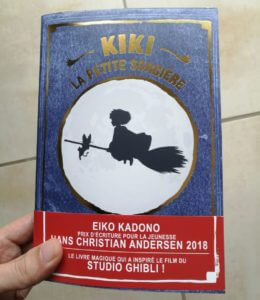 KIKI
LA PETITE SORCIÈRE
EIKO KADONO
PRIX D'ÉCRITURE POUR LA JEUNESSE
HANS CHRISTIAN ANDERSEN 2018
LE LIVRE MAGIQUE QUI A INSPIRÉ LE FILM DU
STUDIO GHIBLI !